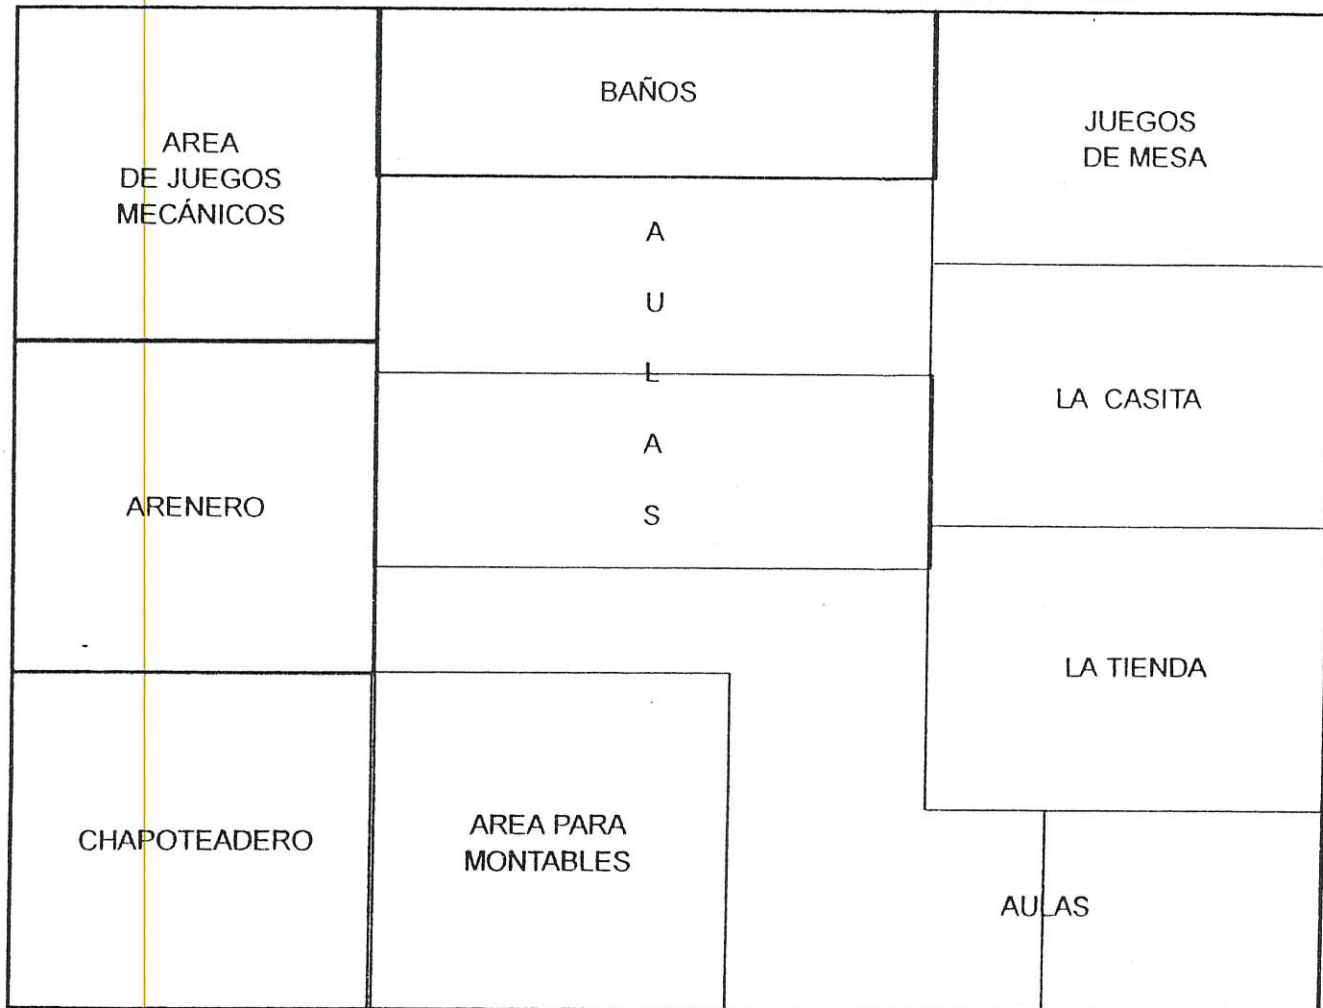 AREA
DE JUEGOS
MECÁNICOS
BAÑOS
JUEGOS
DE MESA
A
U
L
A
S
LA CASITA
ARENERO
LA TIENDA
CHAPOTEADERO
AREA PARA
MONTABLES
AULAS